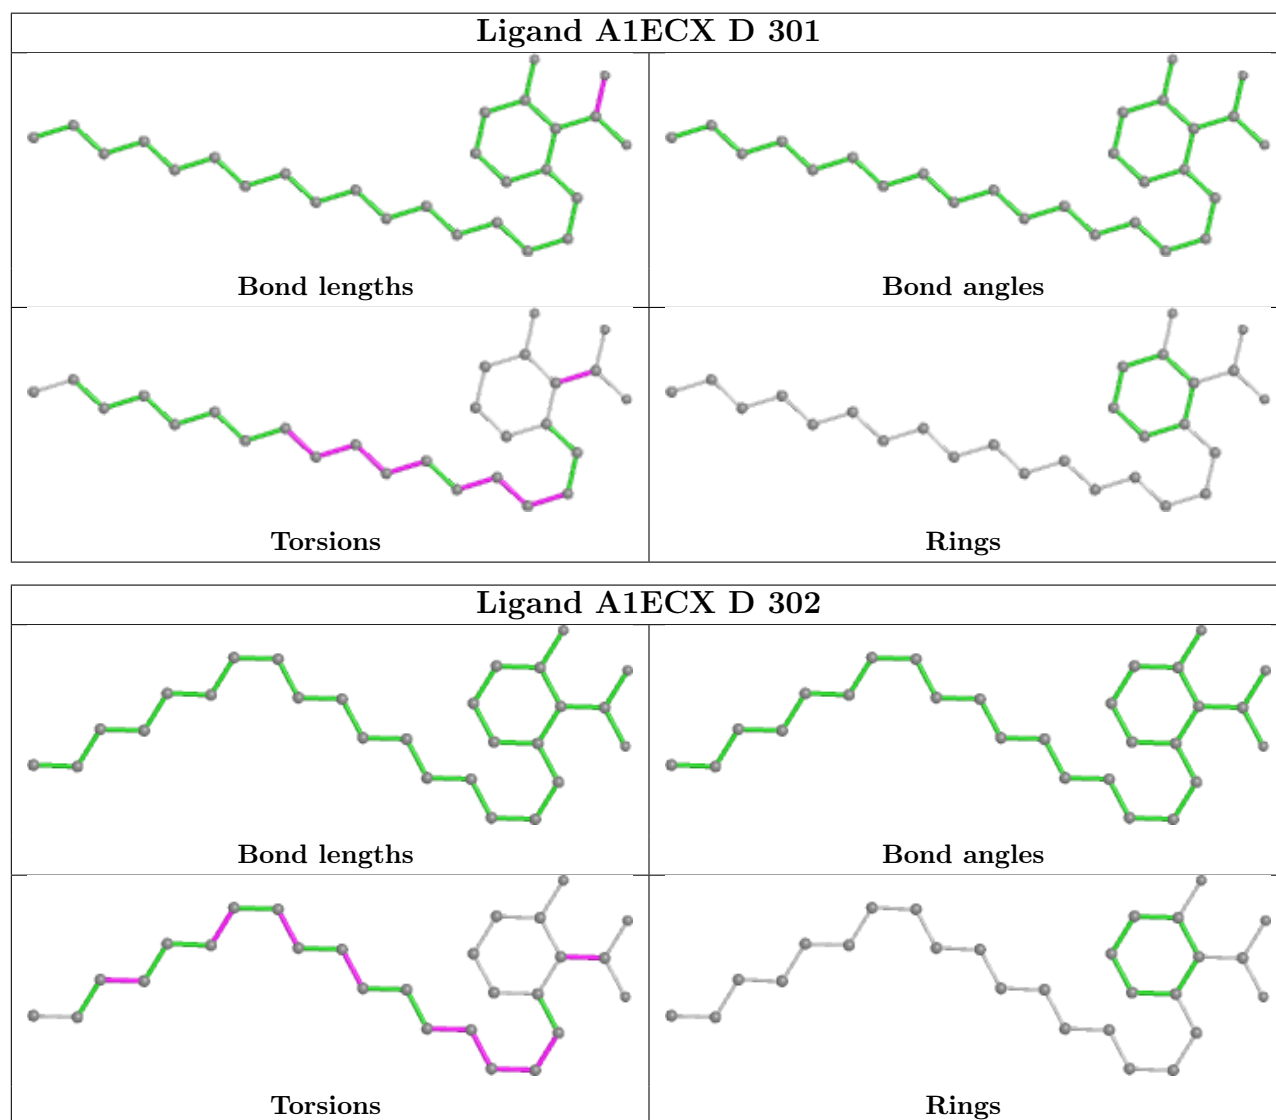 Ligand A1ECX D 301
Bond lengths
Bond angles
Torsions
Rings
Ligand A1ECX D 302
Bond lengths
Bond angles
Torsions
Rings